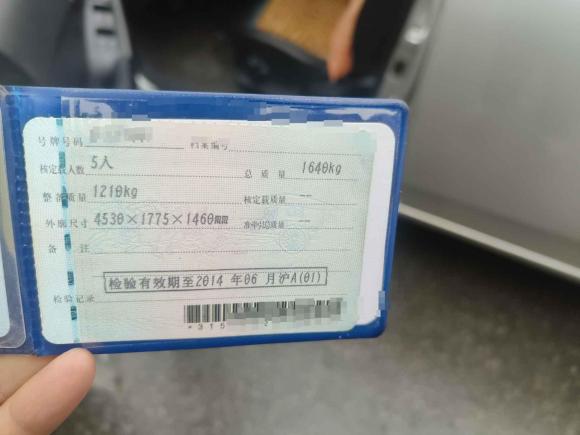 号牌号码 档案编号
核定载人数 5人 总质量 1640kg
整备质量 1210kg 核定载质量 --
外廓尺寸 4530×1775×1460mm 准牵引总质量 --
备注
检验有效期至2014年06月沪A(01)
检验记录
*315